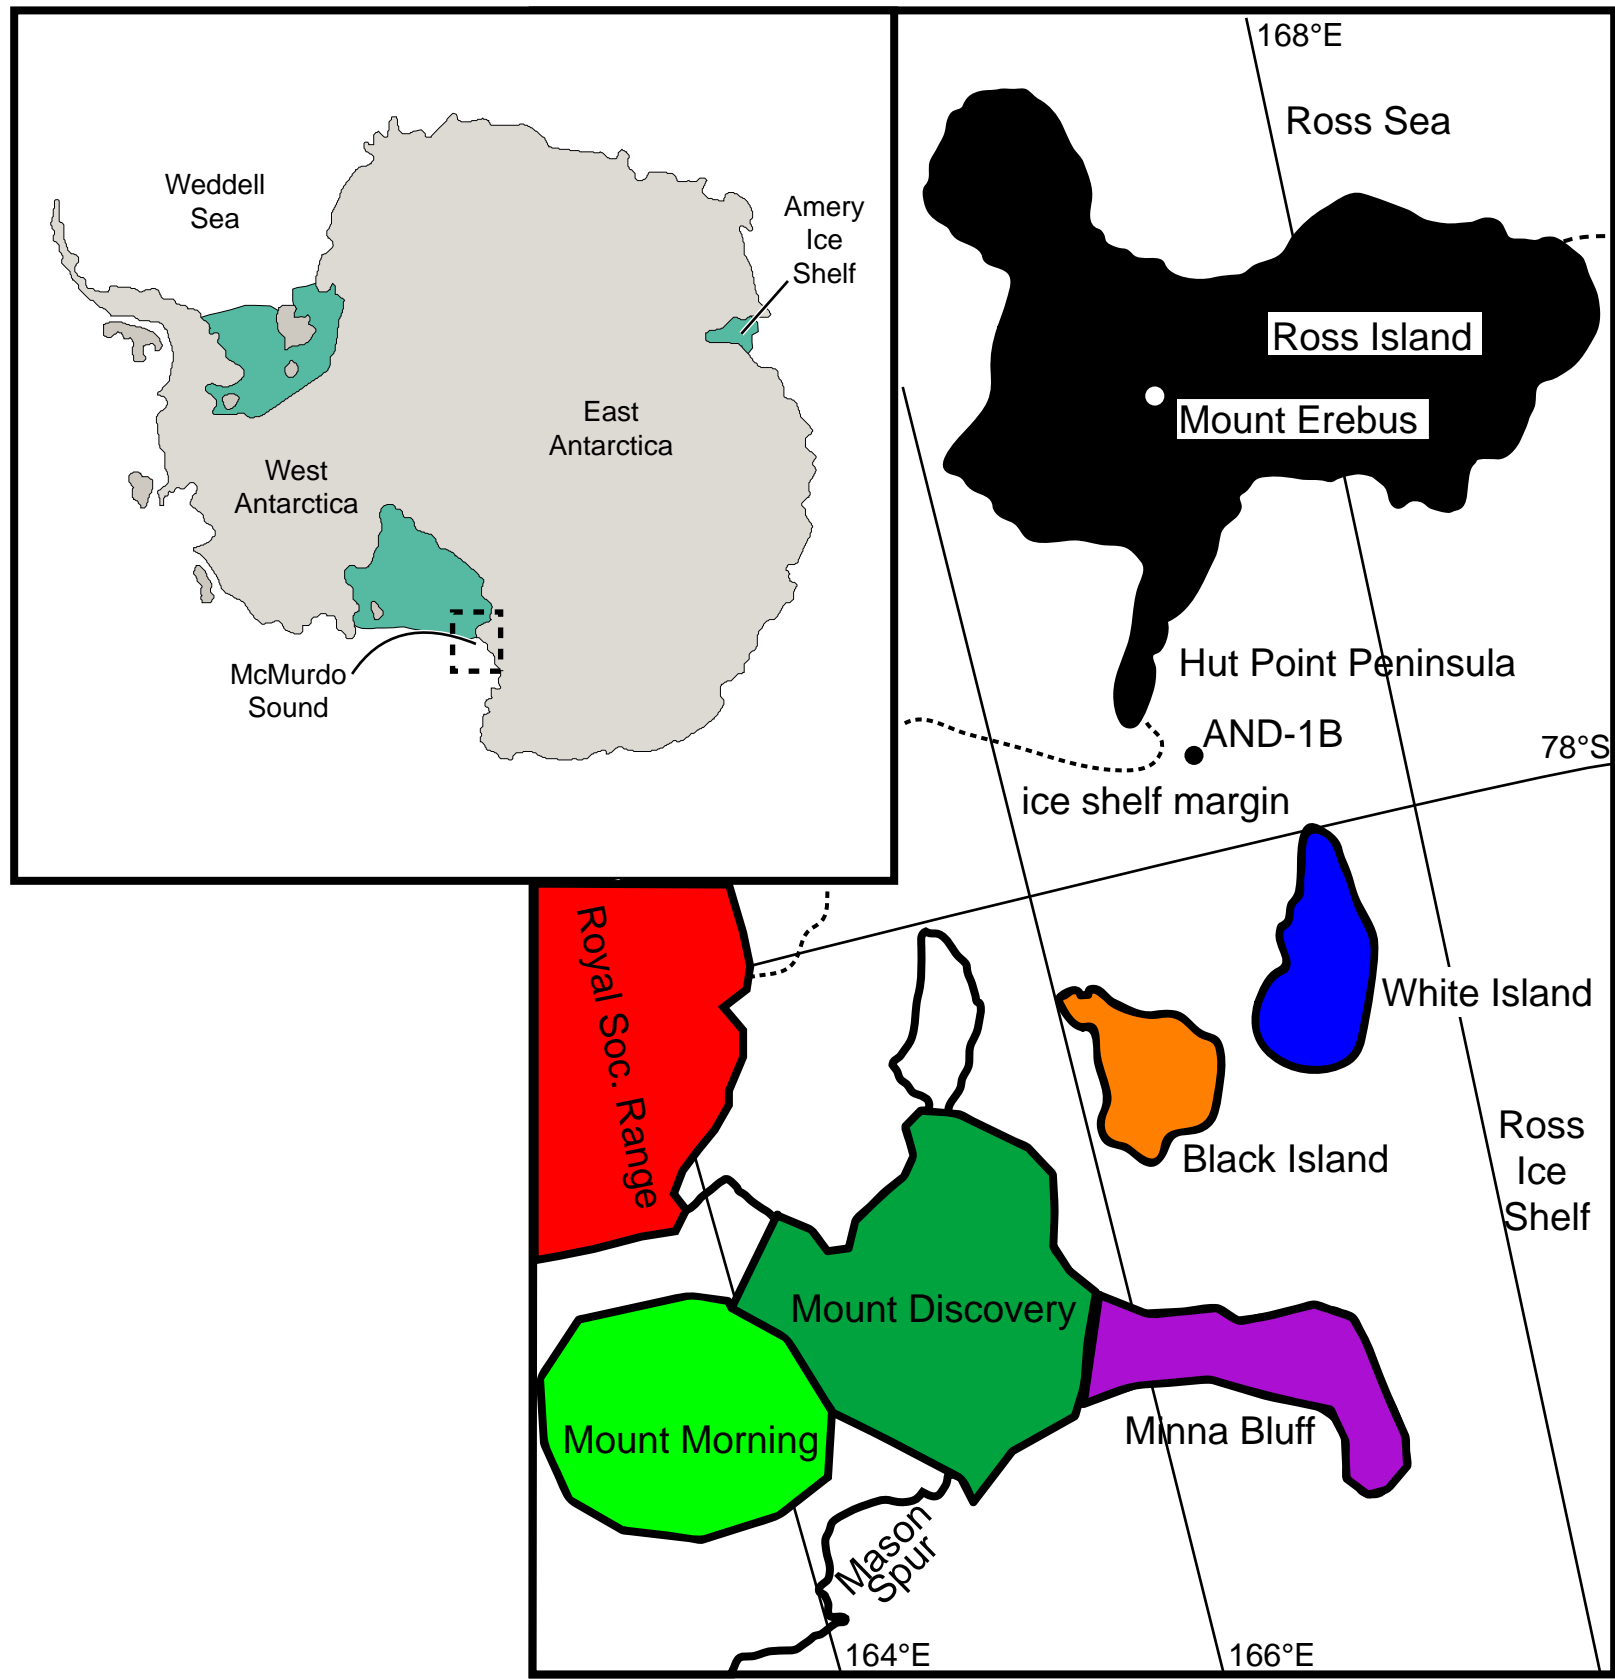 Weddell
Sea
Amery
Ice
Shelf
East
Antarctica
West
Antarctica
McMurdo
Sound
168°E
Ross Sea
Ross Island
Mount Erebus
Hut Point Peninsula
AND-1B
78°S
ice shelf margin
Royal Soc. Range
White Island
Black Island
Ross
Ice
Shelf
Mount Discovery
Mount Morning
Minna Bluff
Mason
Spur
164°E
166°E